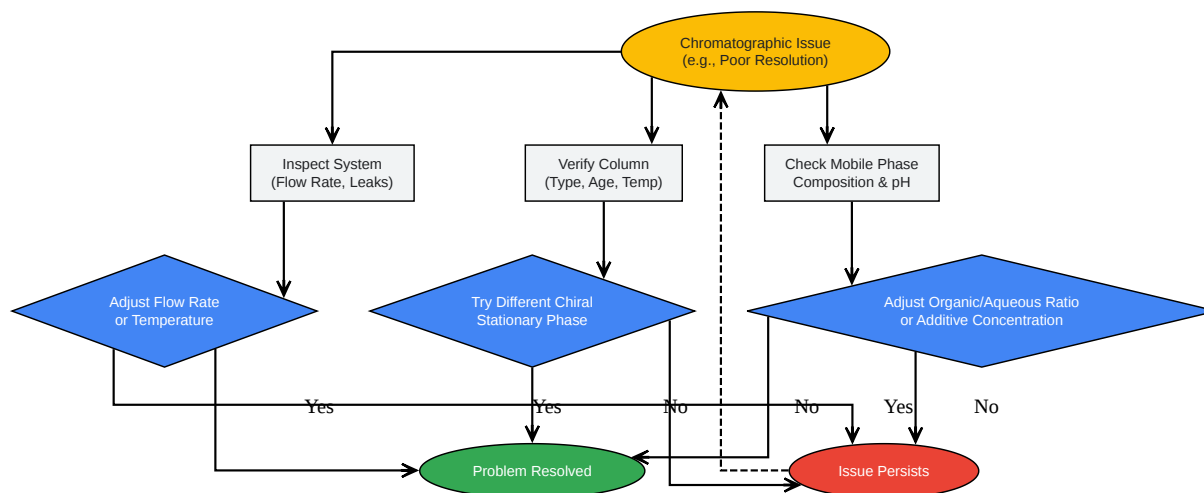 Chromatographic Issue
(e.g., Poor Resolution)
Inspect System
(Flow Rate, Leaks)
Verify Column
(Type, Age, Temp)
Check Mobile Phase
Composition & pH
Adjust Flow Rate
or Temperature
Try Different Chiral
Stationary Phase
Adjust Organic/Aqueous Ratio
or Additive Concentration
Yes
Yes
No
No
Yes
No
Problem Resolved
Issue Persists